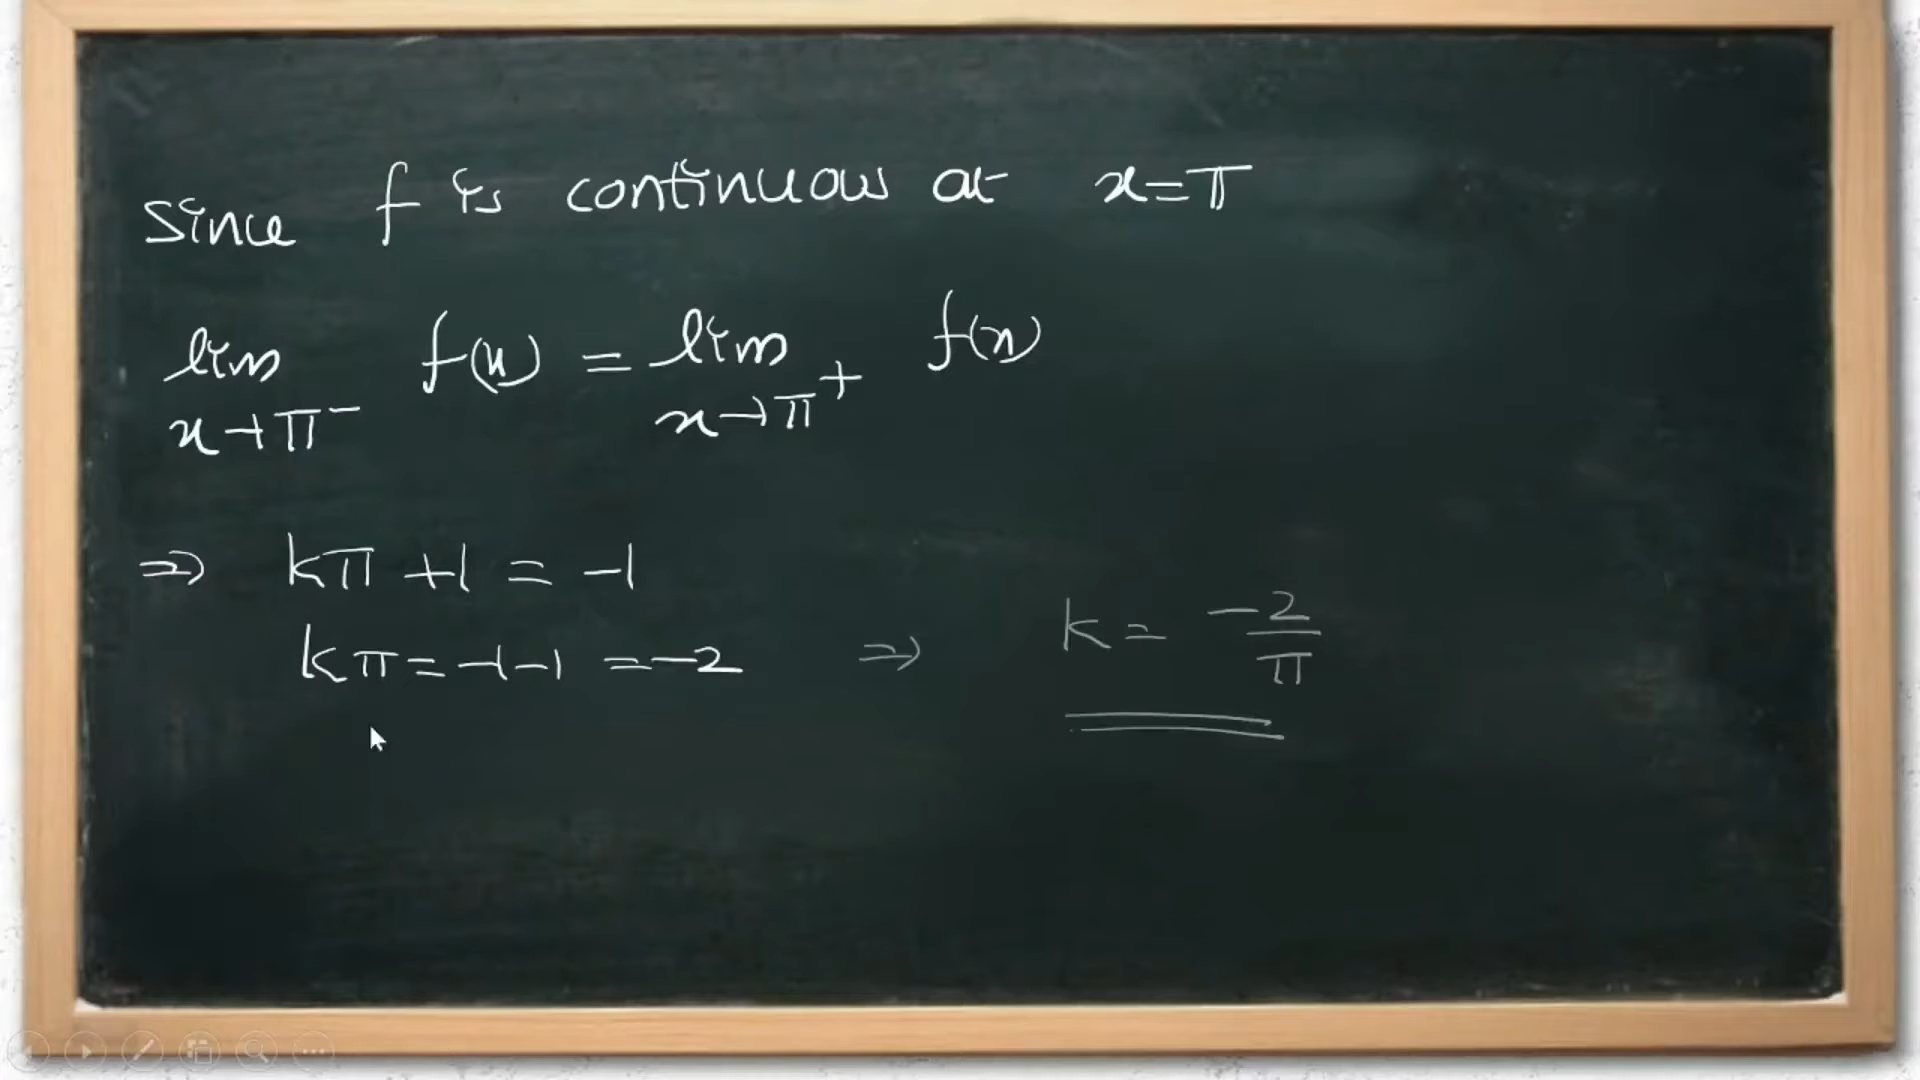 since f is continuous at x=π
lim f(x) = lim f(x)
x→π⁻ x→π⁺
⇒ kπ +1 = -1
kπ = -1-1 = -2 ⇒ k = -2/π